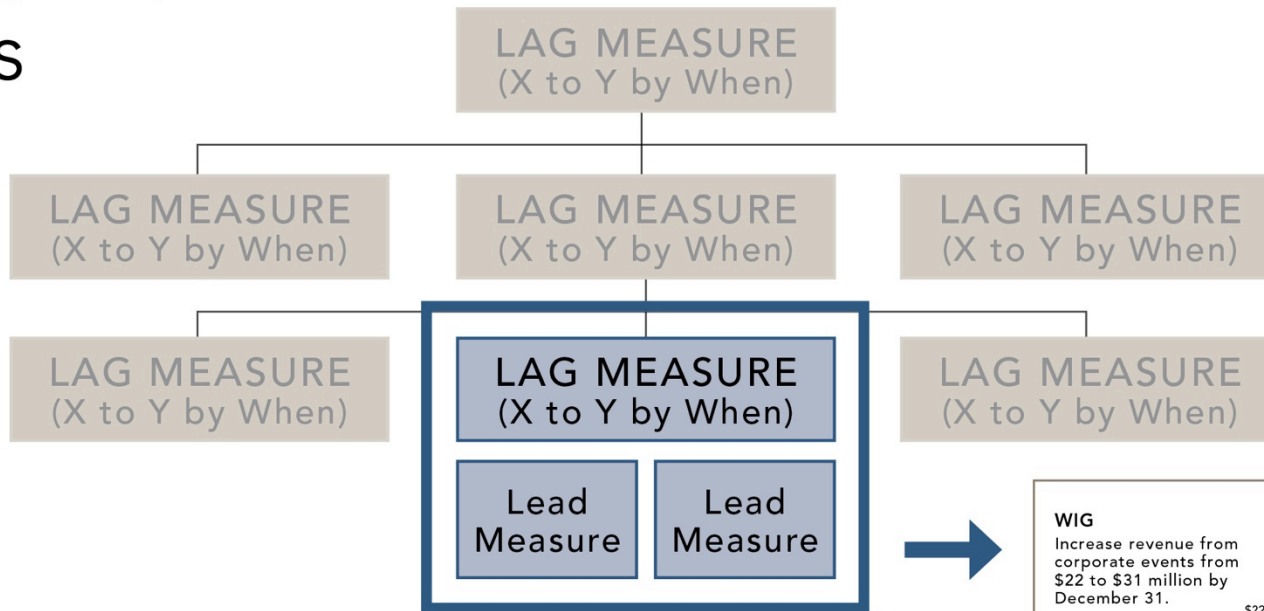 S
LAG MEASURE
(X to Y by When)
LAG MEASURE
(X to Y by When)
LAG MEASURE
(X to Y by When)
LAG MEASURE
(X to Y by When)
LAG MEASURE
(X to Y by When)
LAG MEASURE
(X to Y by When)
LAG MEASURE
(X to Y by When)
Lead
Measure
Lead
Measure
WIG
Increase revenue from
corporate events from
$22 to $31 million by
December 31.
$22